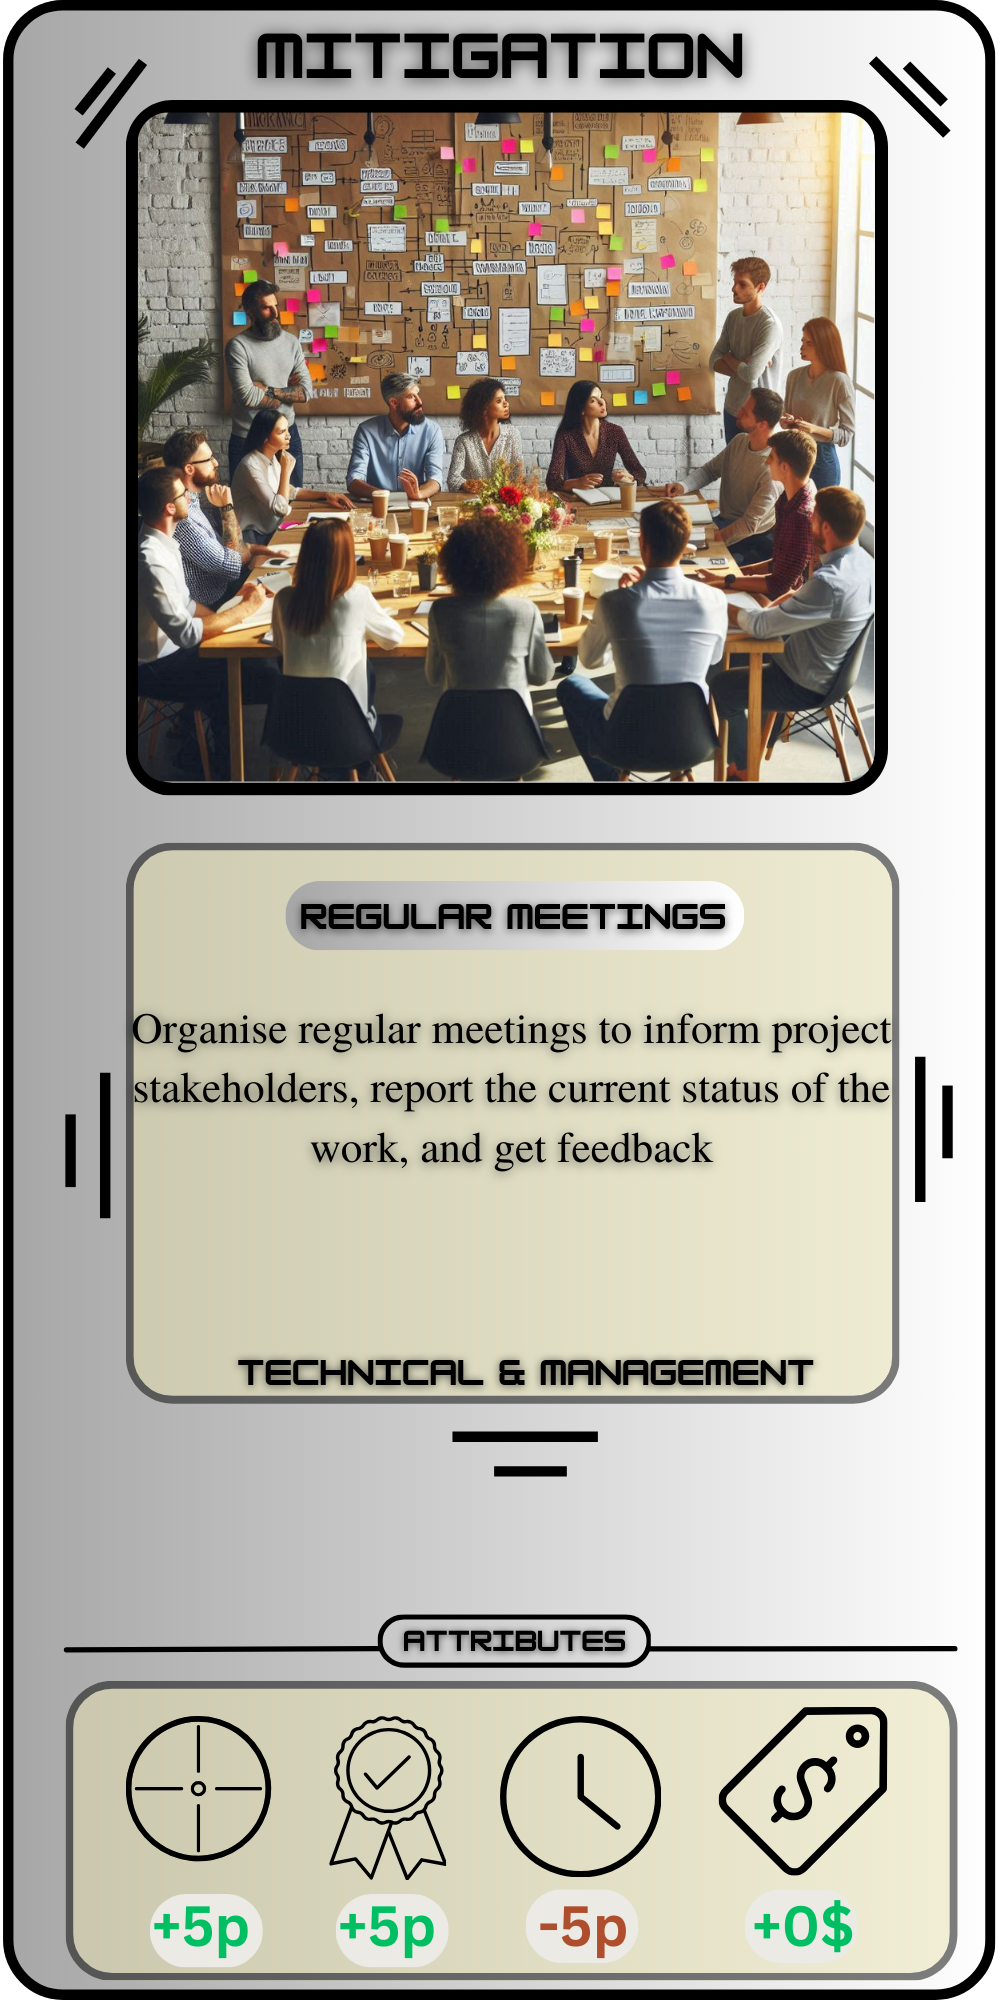 MITIGATION
REGULAR MEETINGS
Organise regular meetings to inform project
stakeholders, report the current status of the
work, and get feedback
TECHNICAL & MANAGEMENT
ATTRIBUTES
+5p +5p -5p +0$